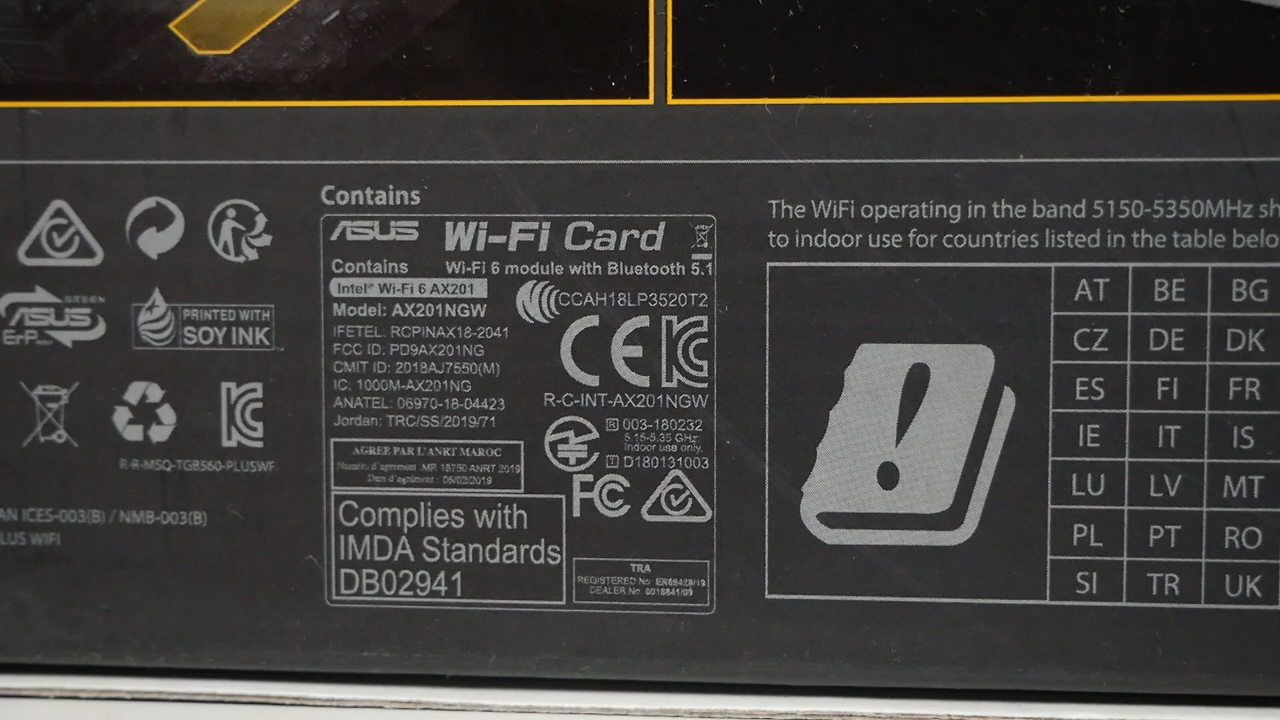 Contains
ASUS Wi-Fi Card
Contains Wi-Fi 6 module with Bluetooth 5.1
Intel® Wi-Fi 6 AX201
Model: AX201NGW
IFETEL: RCPINAX18-2041
FCC ID: PD9AX201NG
CMIT ID: 2018AJ7550(M)
IC: 1000M-AX201NG
ANATEL: 06970-18-04423
Jordan: TRC/SS/2019/71
CCAH18LP3520T2
CE
R-C-INT-AX201NGW
R 003-180232
5.15-5.35 GHz
Indoor use only.
T D180131003
FC
AGREE PAR L'ANRT MAROC
Numéro d'agrément :MR 18750 ANRT 2019
Date d'agrément : 06/02/2019
Complies with
IMDA Standards
DB02941
TRA
REGISTERED No
DEALER No
GREEN
ASUS
ErP
PRINTED WITH
SOY INK
R-R-MSQ-TGB560-PLUSWF
AN ICES-003(B) / NMB-003(B)
LUS WIFI
The WiFi operating in the band 5150-5350MHz sh
to indoor use for countries listed in the table belo
AT BE BG
CZ DE DK
ES FI FR
IE IT IS
LU LV MT
PL PT RO
SI TR UK